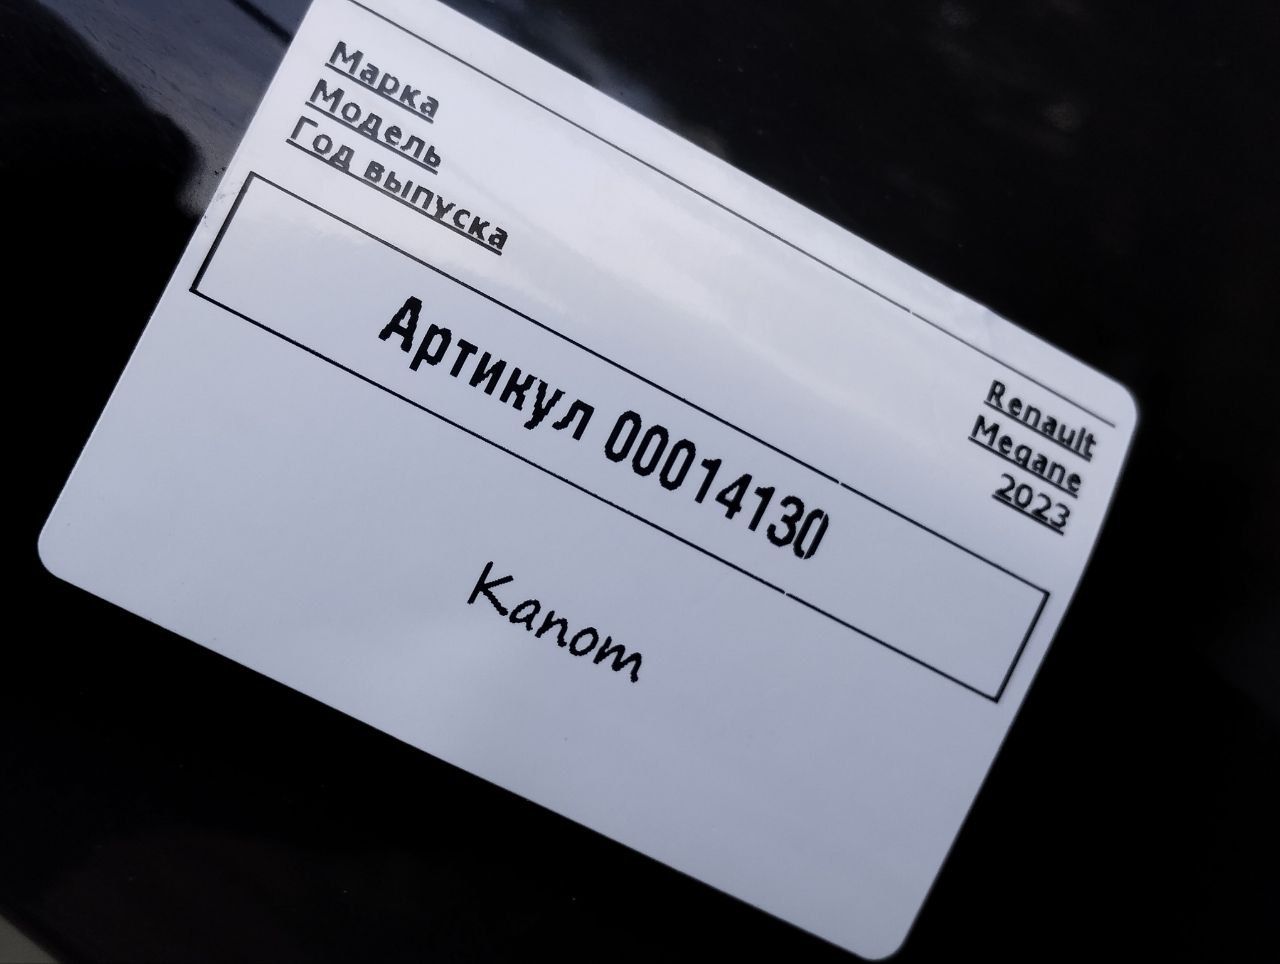 Марка Renault
Модель Megane
Год выпуска 2023
Артикул 00014130
Капот